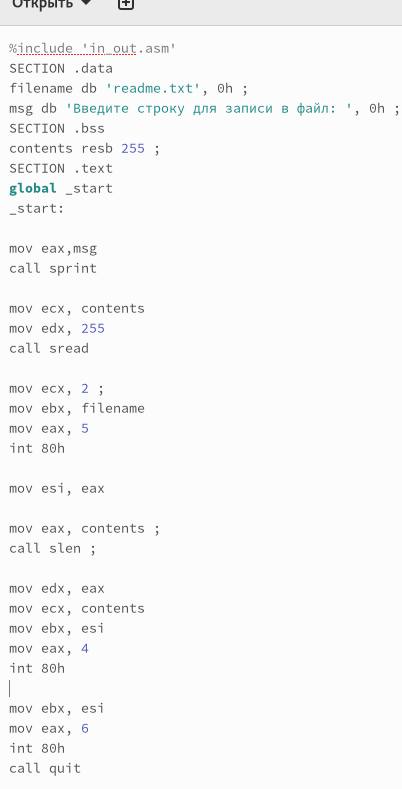 Открыть
%include 'in_out.asm'
SECTION .data
filename db 'readme.txt', 0h ;
msg db 'Введите строку для записи в файл: ', 0h ;
SECTION .bss
contents resb 255 ;
SECTION .text
global _start
_start:
mov eax,msg
call sprint
mov ecx, contents
mov edx, 255
call sread
mov ecx, 2 ;
mov ebx, filename
mov eax, 5
int 80h
mov esi, eax
mov eax, contents ;
call slen ;
mov edx, eax
mov ecx, contents
mov ebx, esi
mov eax, 4
int 80h
mov ebx, esi
mov eax, 6
int 80h
call quit